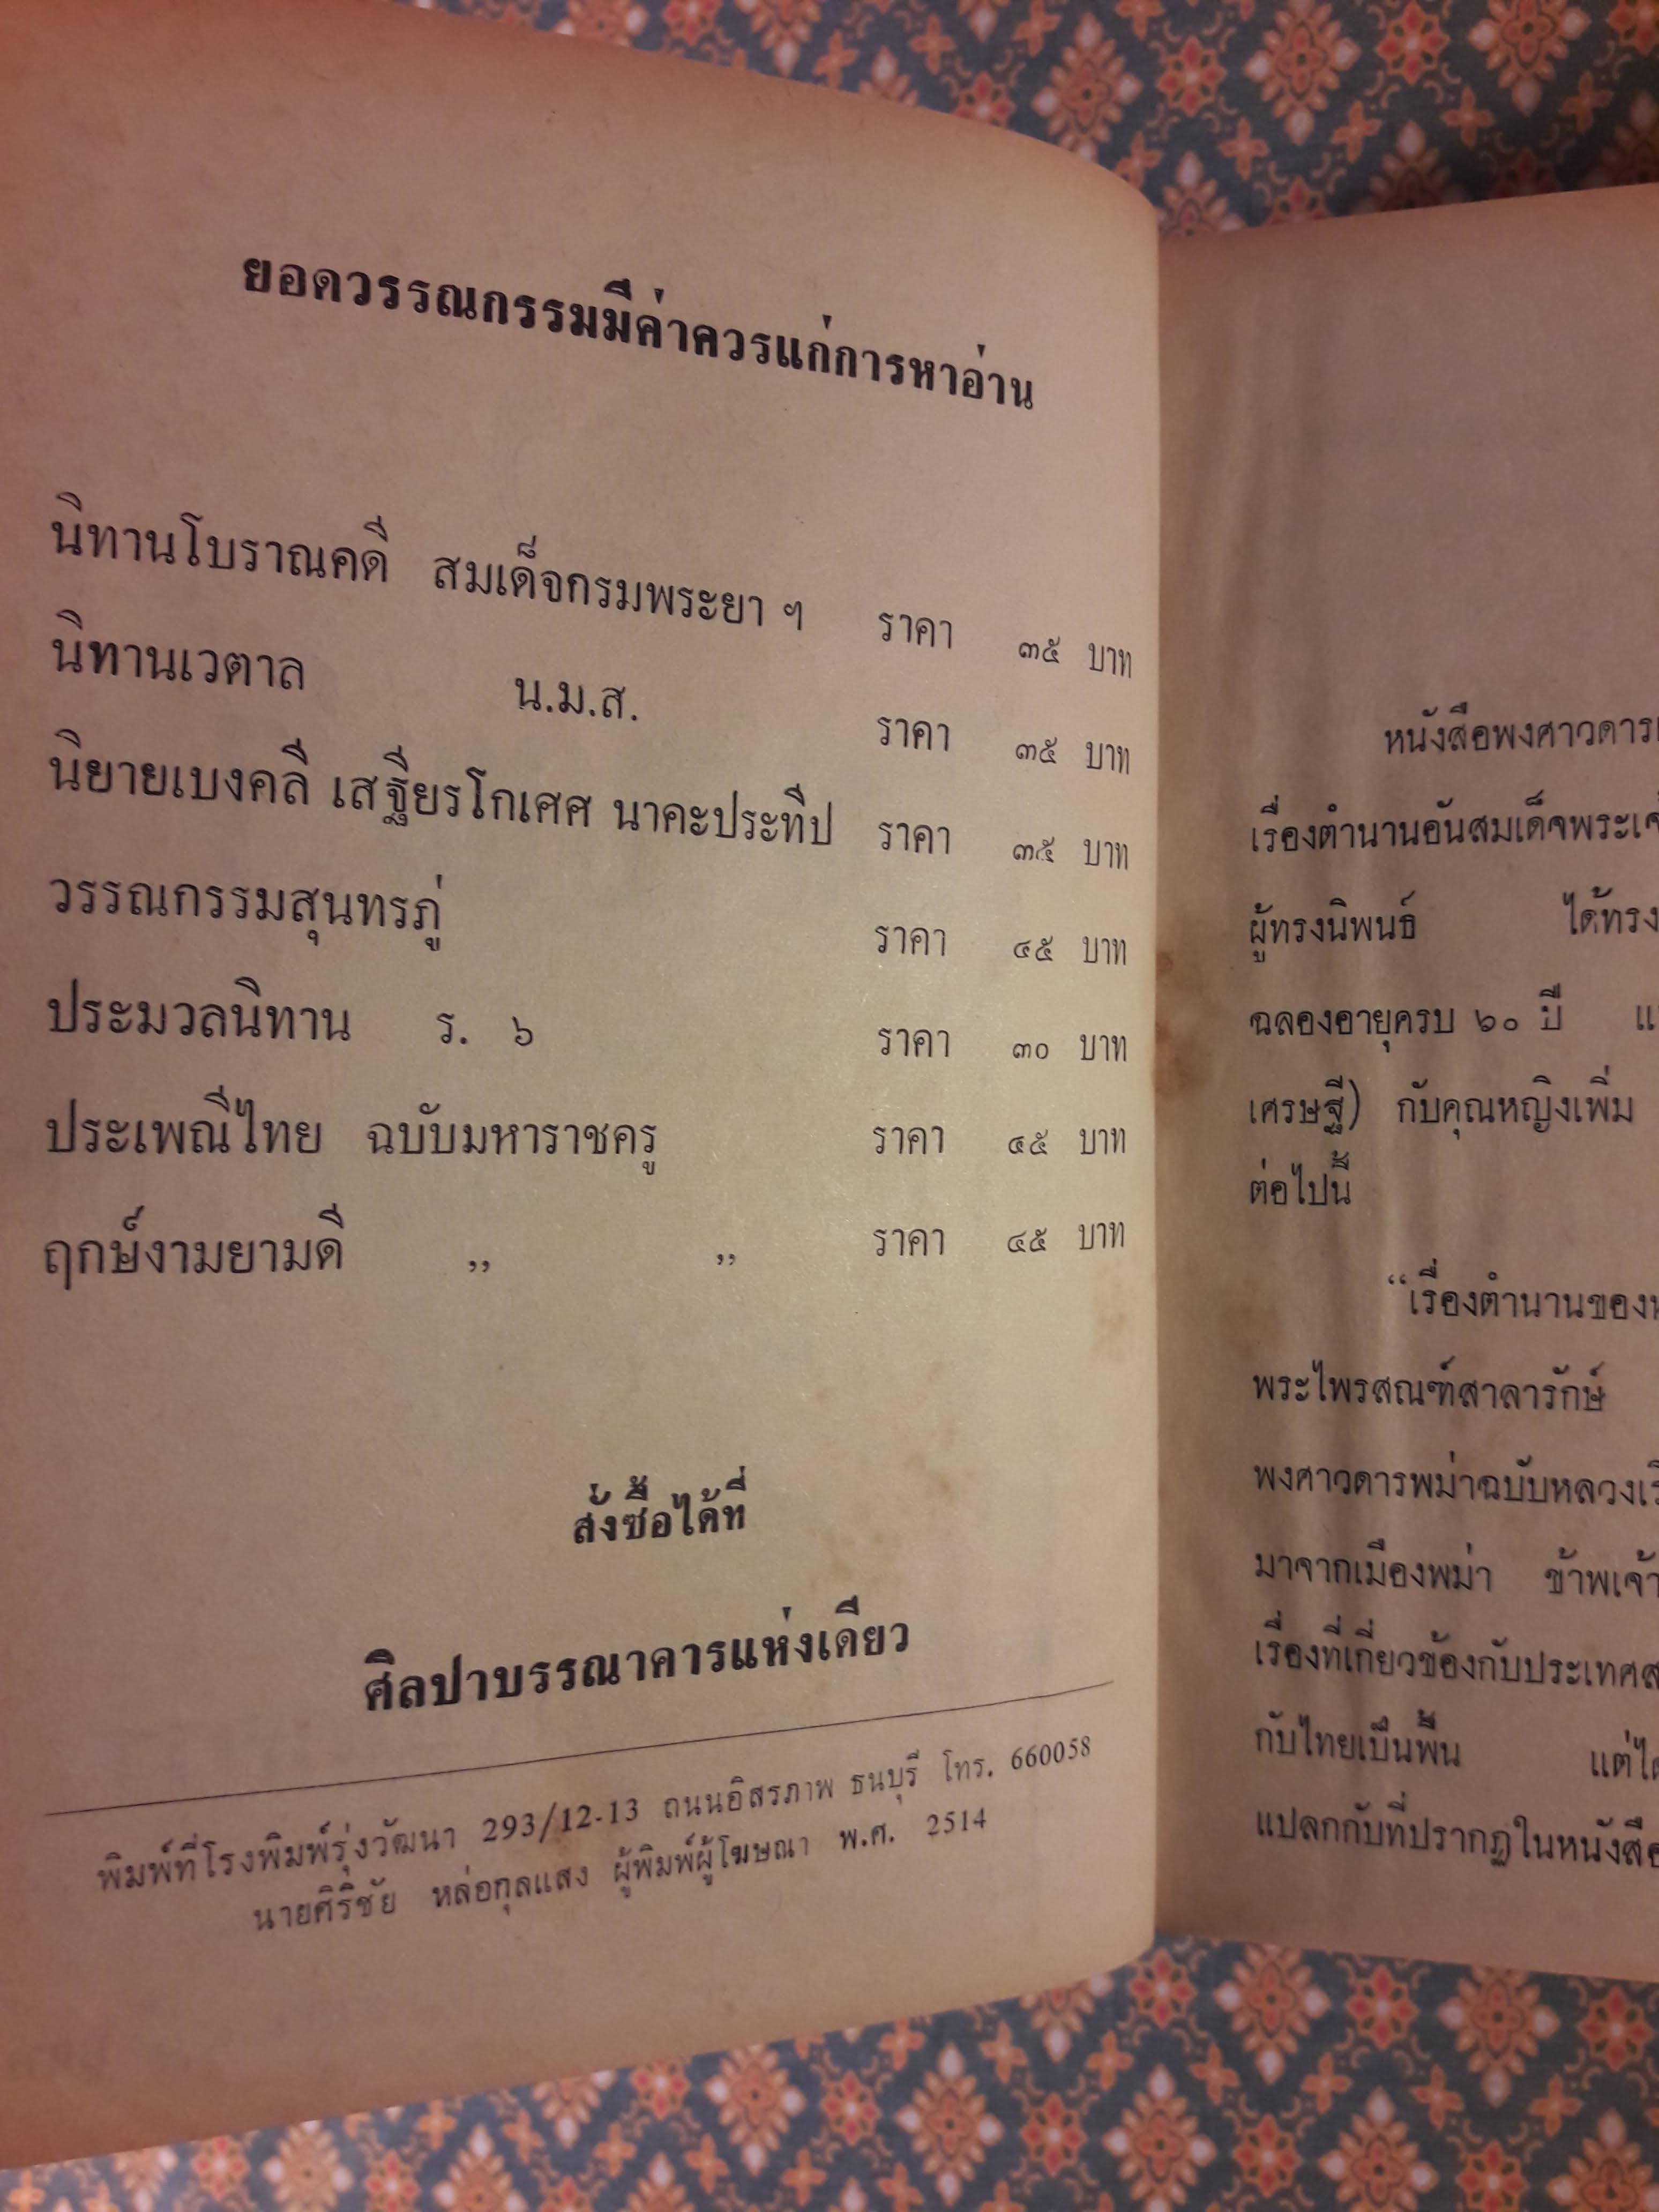 ยอดวรรณกรรมมีค่าควรแก่การหาอ่าน
นิทานโบราณคดี สมเด็จกรมพระยา ฯ ราคา ๓๕ บาท
นิทานเวตาล น.ม.ส. ราคา ๓๕ บาท
นิยายเบงคลี เสฐียรโกเศศ นาคะประทีป ราคา ๓๕ บาท
วรรณกรรมสุนทรภู่ ราคา ๔๕ บาท
ประมวลนิทาน ร. ๖ ราคา ๓๐ บาท
ประเพณีไทย ฉบับมหาราชครู ราคา ๔๕ บาท
ฤกษ์งามยามดี ,, ,, ราคา ๔๕ บาท
สั่งซื้อได้ที่
ศิลปาบรรณาคารแห่งเดียว
พิมพ์ที่โรงพิมพ์รุ่งวัฒนา 293/12-13 ถนนอิสรภาพ ธนบุรี โทร. 660058
นายศิริชัย หล่อกุลแสง ผู้พิมพ์ผู้โฆษณา พ.ศ. 2514
หนังสือพงศาวดาร
เรื่องตำนานอันสมเด็จพระเจ้
ผู้ทรงนิพนธ์ ได้ทรง
ฉลองอายุครบ ๖๐ ปี แ
เศรษฐี) กับคุณหญิงเพิ่ม
ต่อไปนี้
“เรื่องตำนานของ
พระไพรสณฑ์สาลารักษ์
พงศาวดารพม่าฉบับหลวงเ
มาจากเมืองพม่า ข้าพเจ้า
เรื่องที่เกี่ยวข้องกับประเทศส
กับไทยเป็นพื้น แต่ไ
แปลกกับที่ปรากฏในหนังสือ